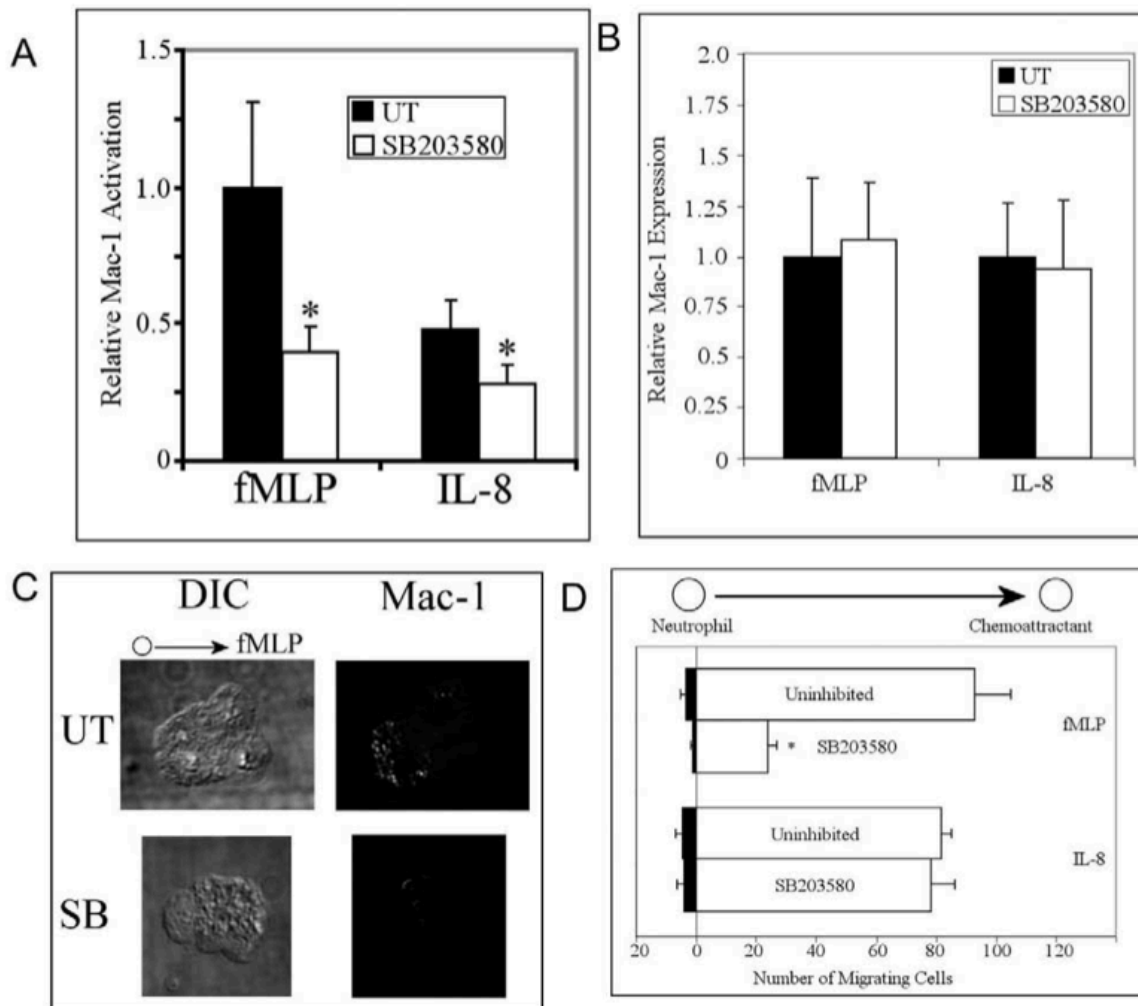 A
1.5
1.0
0.5
0
Relative Mac-1 Activation
UT
SB203580
*
*
fMLP
IL-8
B
2.0
1.75
1.5
1.25
1.0
0.75
0.5
0.25
0
Relative Mac-1 Expression
UT
SB203580
fMLP
IL-8
C
DIC
Mac-1
fMLP
UT
SB
D
Neutrophil
Chemoattractant
Uninhibited
fMLP
* SB203580
Uninhibited
IL-8
SB203580
20 0 20 40 60 80 100 120
Number of Migrating Cells